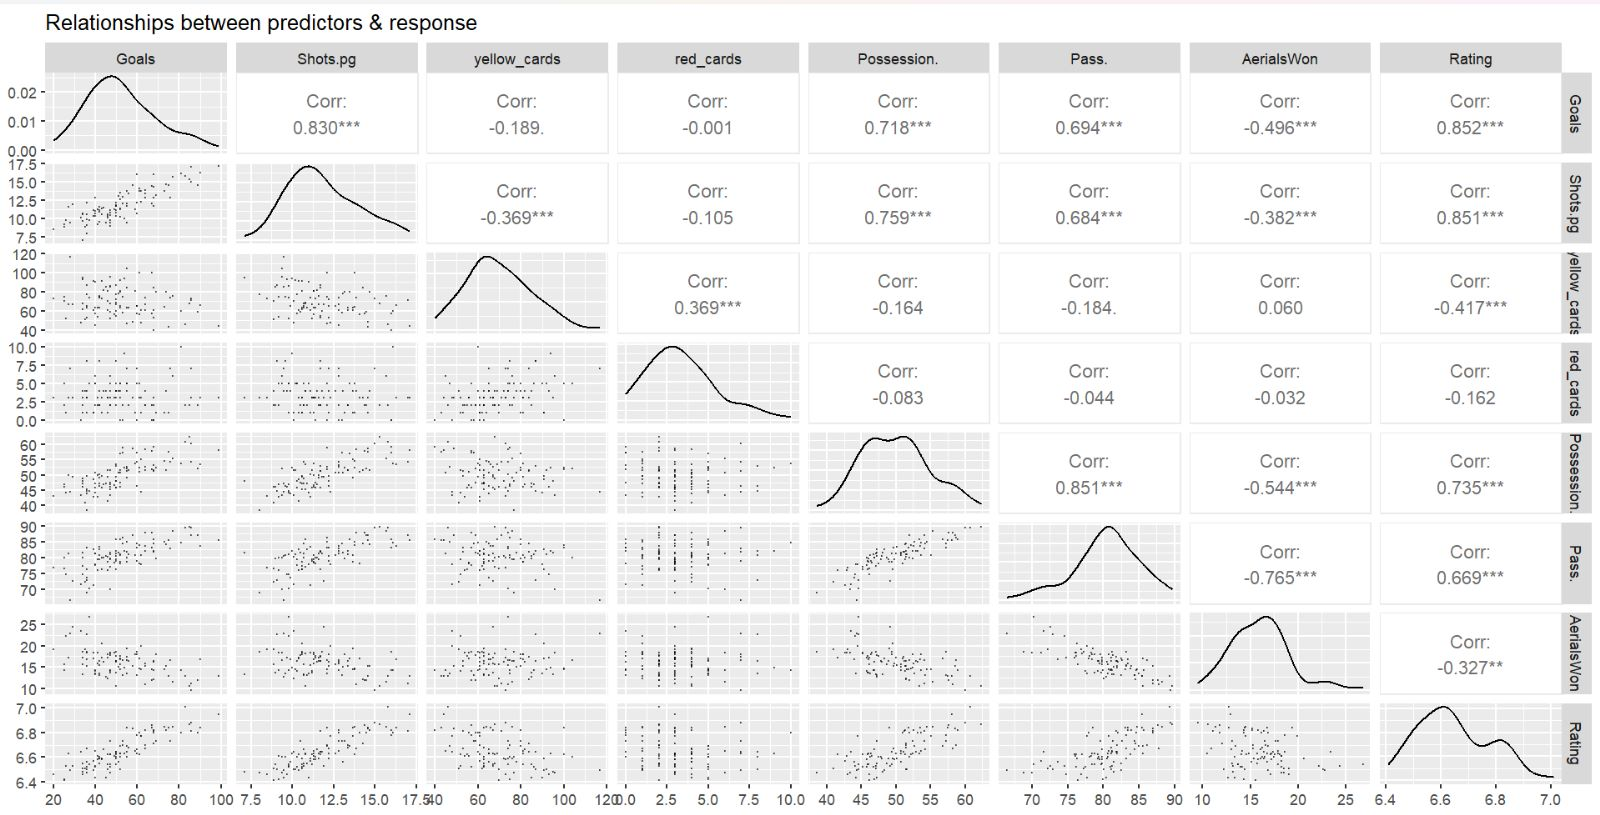 Relationships between predictors & response
Goals Shots.pg yellow_cards red_cards Possession. Pass. AerialsWon Rating
0.02
0.01
0.00
Corr: Corr: Corr: Corr: Corr: Corr: Corr:
0.830*** -0.189. -0.001 0.718*** 0.694*** -0.496*** 0.852***
Goals
17.5
15.0
12.5
10.0
7.5
Corr: Corr: Corr: Corr: Corr: Corr:
-0.369*** -0.105 0.759*** 0.684*** -0.382*** 0.851***
Shots.pg
120
100
80
60
40
Corr: Corr: Corr: Corr: Corr:
0.369*** -0.164 -0.184. 0.060 -0.417***
yellow_cards
10.0
7.5
5.0
2.5
0.0
Corr: Corr: Corr: Corr:
-0.083 -0.044 -0.032 -0.162
red_cards
60
55
50
45
40
Corr: Corr: Corr:
0.851*** -0.544*** 0.735***
Possession.
90
85
80
75
70
Corr: Corr:
-0.765*** 0.669***
Pass.
25
20
15
10
Corr:
-0.327**
AerialsWon
7.0
6.8
6.6
6.4
Rating
20 40 60 80 100 7.5 10.0 12.5 15.0 17.5 40 60 80 100 120 0.0 2.5 5.0 7.5 10.0 40 45 50 55 60 70 75 80 85 90 10 15 20 25 6.4 6.6 6.8 7.0